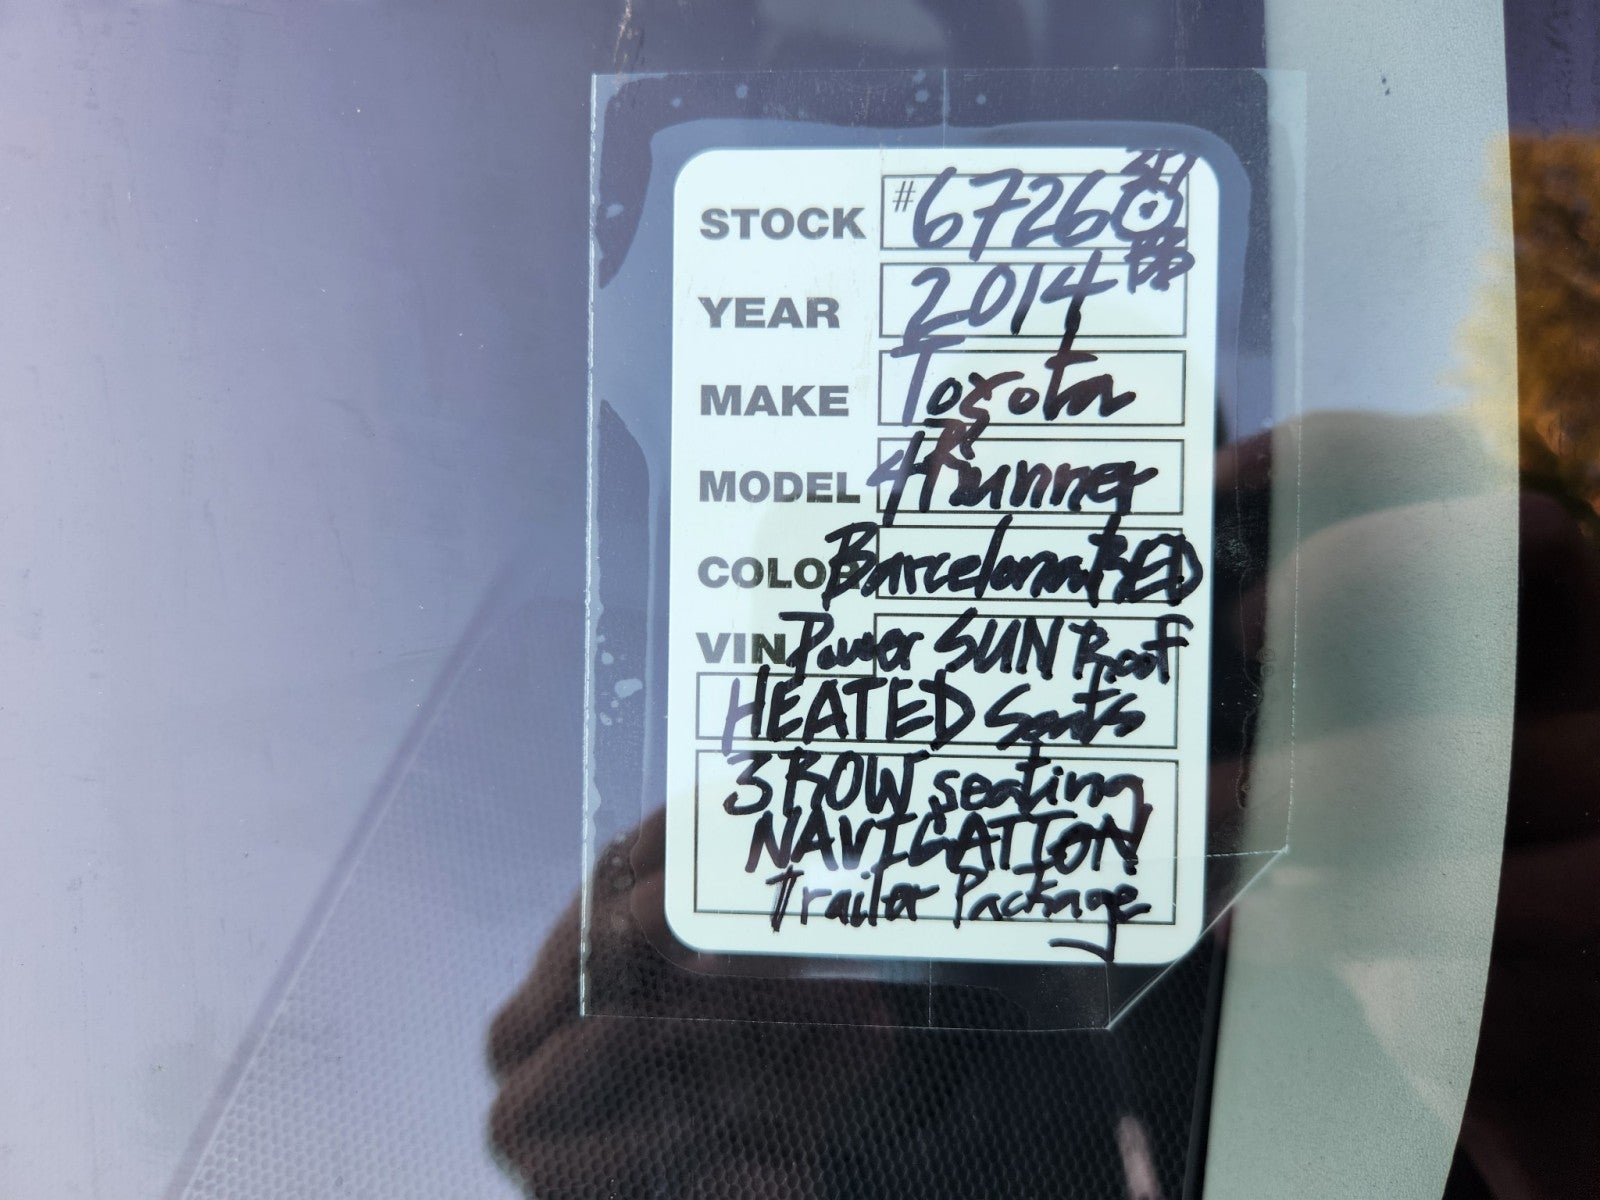 STOCK #67260
YEAR 2014
MAKE Toyota
MODEL 4Runner
COLOR Barcelona RED
VIN Power SUN Roof
HEATED Seats
3 ROW seating
NAVIGATION
Trailer Package